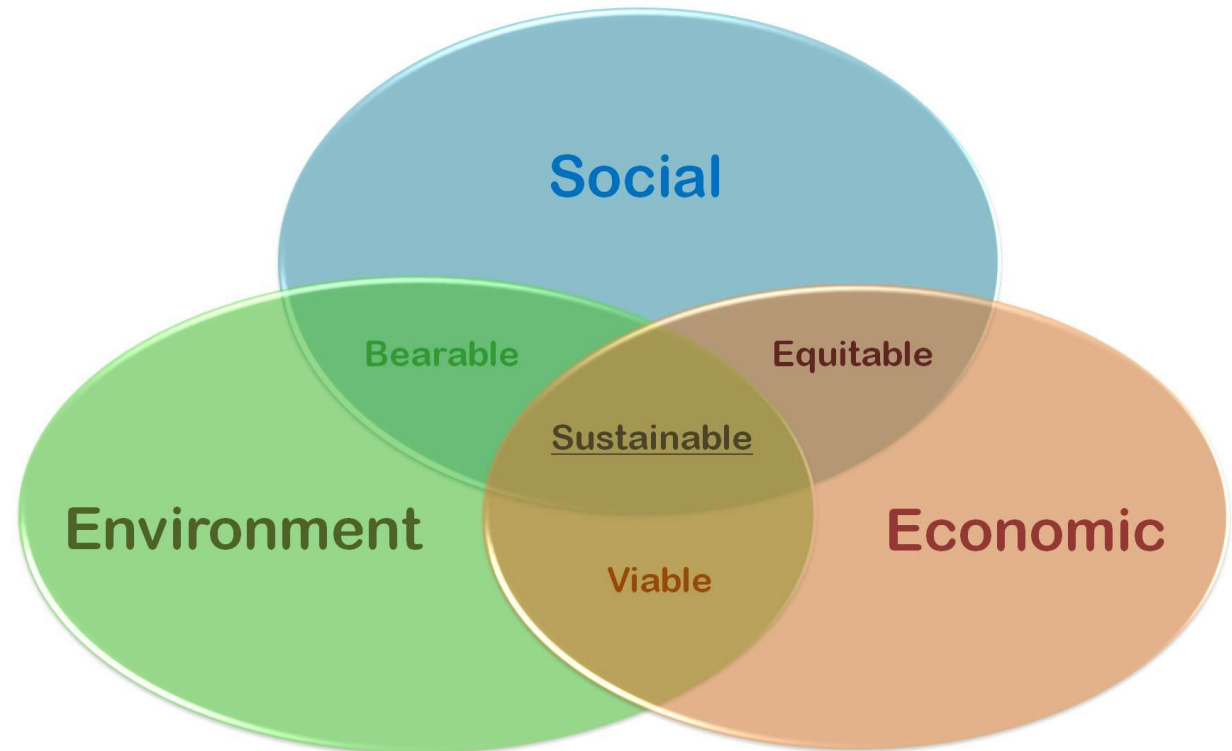 Social
Bearable
Equitable
Sustainable
Environment
Economic
Viable